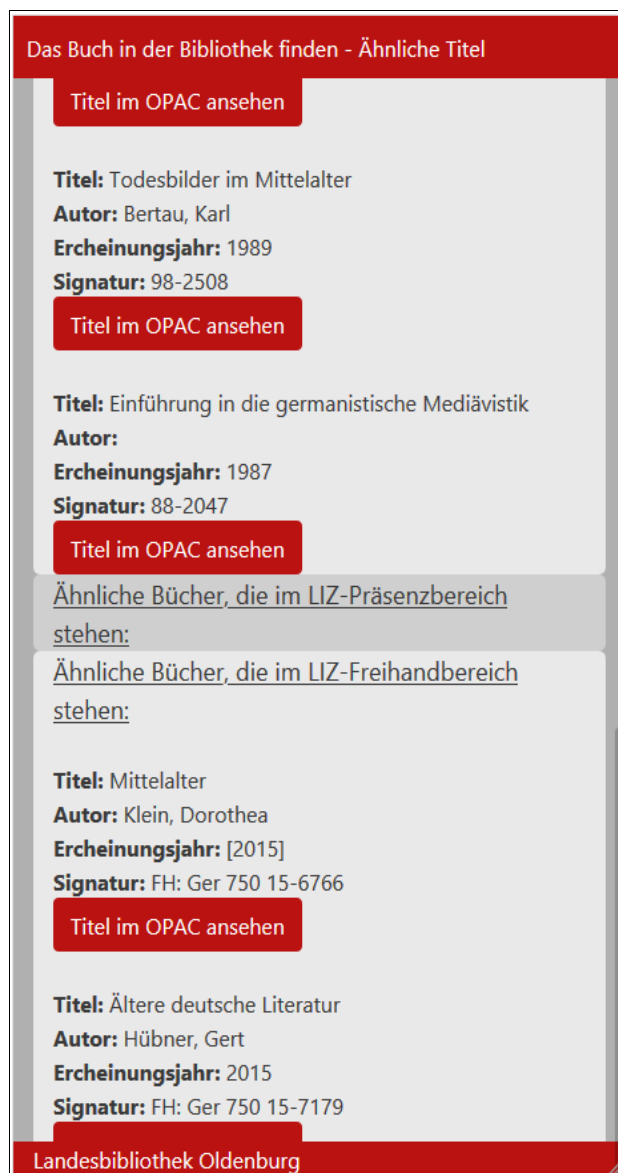 Das Buch in der Bibliothek finden - Ähnliche Titel
Titel im OPAC ansehen
Titel: Todesbilder im Mittelalter
Autor: Bertau, Karl
Ercheinungsjahr: 1989
Signatur: 98-2508
Titel im OPAC ansehen
Titel: Einführung in die germanistische Mediävistik
Autor:
Ercheinungsjahr: 1987
Signatur: 88-2047
Titel im OPAC ansehen
Ähnliche Bücher, die im LIZ-Präsenzbereich
stehen:
Ähnliche Bücher, die im LIZ-Freihandbereich
stehen:
Titel: Mittelalter
Autor: Klein, Dorothea
Ercheinungsjahr: [2015]
Signatur: FH: Ger 750 15-6766
Titel im OPAC ansehen
Titel: Ältere deutsche Literatur
Autor: Hübner, Gert
Ercheinungsjahr: 2015
Signatur: FH: Ger 750 15-7179
Landesbibliothek Oldenburg